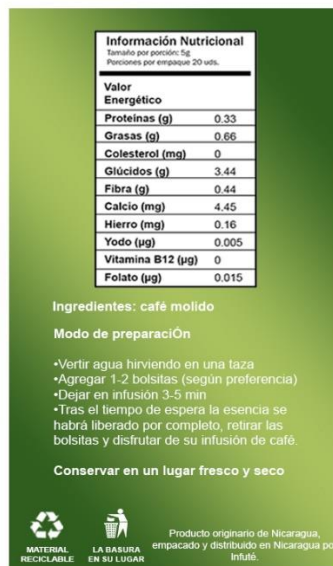 Información Nutricional
Tamaño por porción: 5g
Porciones por empaque 20 uds.
Valor
Energético
Proteínas (g) 0.33
Grasas (g) 0.66
Colesterol (mg) 0
Glúcidos (g) 3.44
Fibra (g) 0.44
Calcio (mg) 4.45
Hierro (mg) 0.16
Yodo (µg) 0.005
Vitamina B12 (µg) 0
Folato (µg) 0.015
Ingredientes: café molido
Modo de preparaciÓn
•Vertir agua hirviendo en una taza
•Agregar 1-2 bolsitas (según preferencia)
•Dejar en infusión 3-5 min
•Tras el tiempo de espera la esencia se
habrá liberado por completo, retirar las
bolsitas y disfrutar de su infusión de café.
Conservar en un lugar fresco y seco
MATERIAL
RECICLABLE
LA BASURA
EN SU LUGAR
Producto originario de Nicaragua,
empacado y distribuido en Nicaragua po
Infuté.